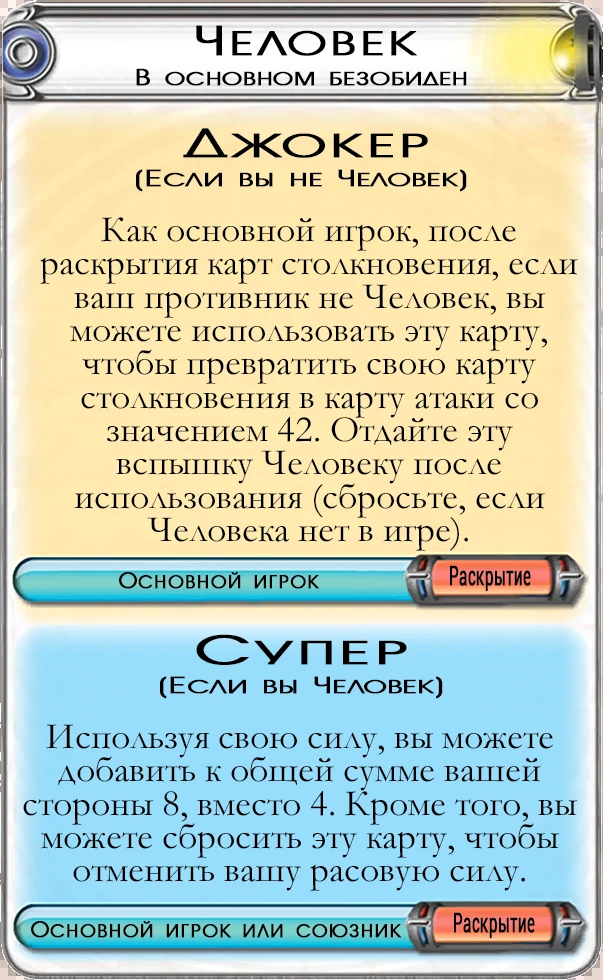 Человек
В основном безобиден
Джокер
(Если вы не Человек)
Как основной игрок, после
раскрытия карт столкновения, если
ваш противник не Человек, вы
можете использовать эту карту,
чтобы превратить свою карту
столкновения в карту атаки со
значением 42. Отдайте эту
вспышку Человеку после
использования (сбросьте, если
Человека нет в игре).
Основной игрок
Раскрытие
Супер
(Если вы Человек)
Используя свою силу, вы можете
добавить к общей сумме вашей
стороны 8, вместо 4. Кроме того, вы
можете сбросить эту карту, чтобы
отменить вашу расовую силу.
Основной игрок или союзник
Раскрытие